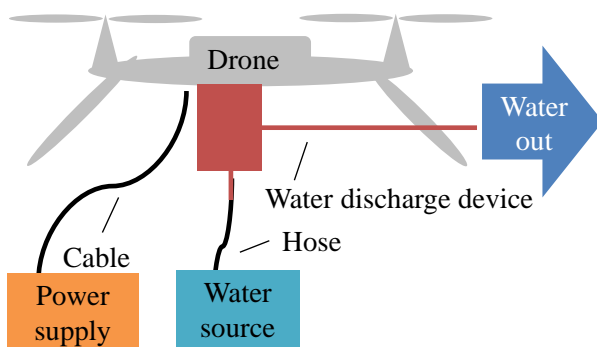 Drone
Water
out
Water discharge device
Hose
Cable
Power
supply
Water
source